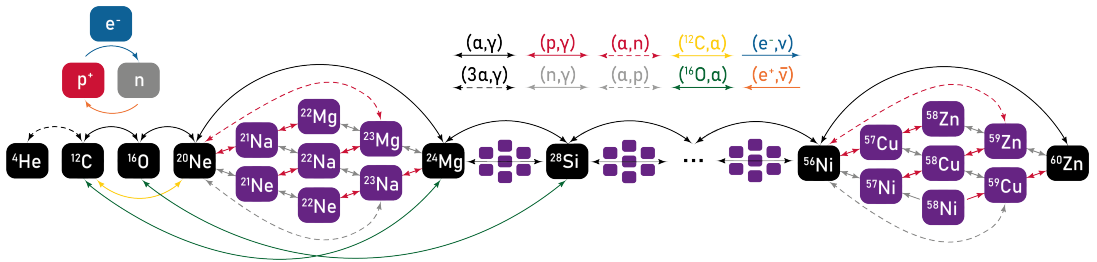 e⁻
p⁺ n
(α,γ) (p,γ) (α,n) (¹²C,α) (e⁻,ν)
(3α,γ) (n,γ) (α,p) (¹⁶O,α) (e⁺,ν̅)
⁴He ¹²C ¹⁶O ²⁰Ne
²¹Na ²²Mg ²³Mg
²²Na
²¹Ne ²²Ne ²³Na
²⁴Mg ²⁸Si ... ⁵⁶Ni
⁵⁷Cu ⁵⁸Zn ⁵⁹Zn
⁵⁸Cu
⁵⁷Ni ⁵⁸Ni ⁵⁹Cu
⁶⁰Zn